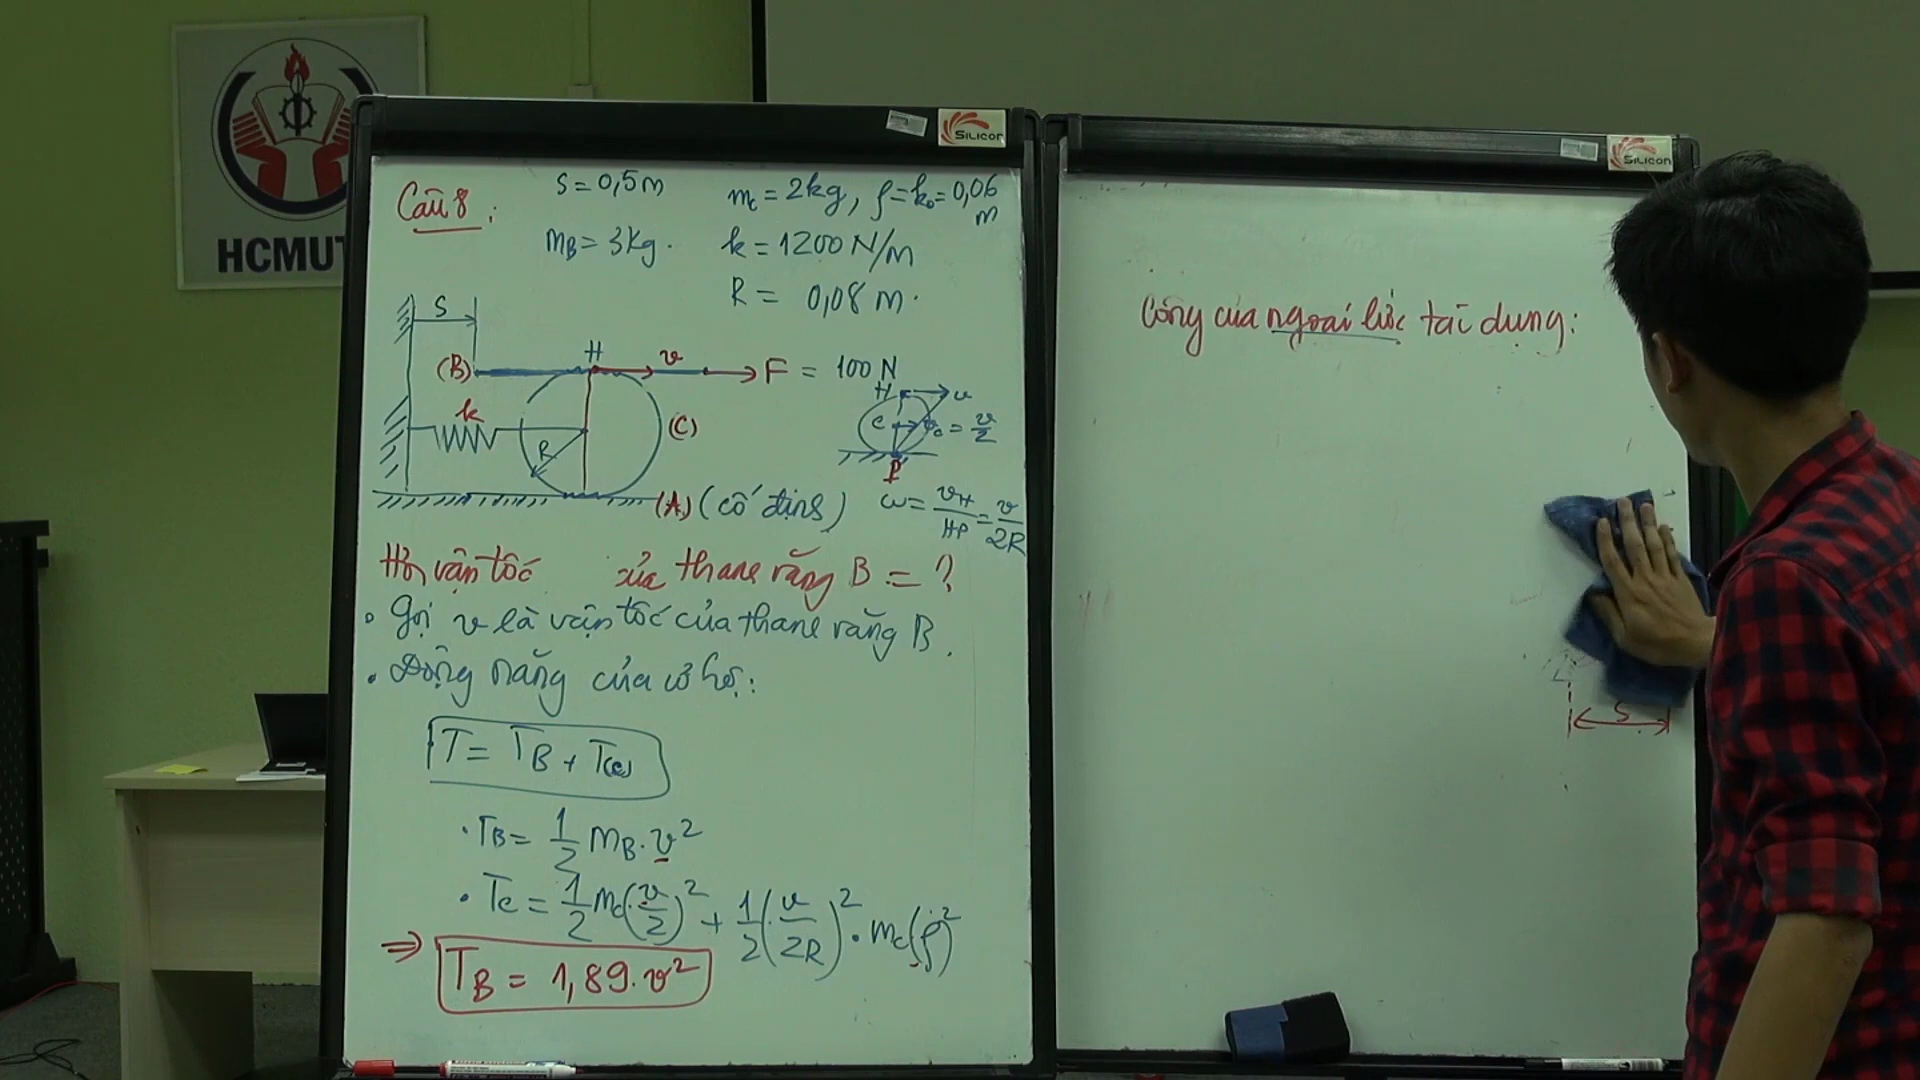 HCMUT
SILICON
SILICON
Câu 8:
S = 0,5m
m_c = 2kg, ρ = k₀ = 0,06 m
m_B = 3kg.
k = 1200 N/m
R = 0,08 m.
S
(B)
H
v
F = 100 N
k
R
(C)
H
v
C
v_c = v/2
P
(A) (cố định)
ω = v_H/HP = v/2R
Hỏi vận tốc của thanh răng B = ?
• Gọi v là vận tốc của thanh răng B.
• Động năng của cơ hệ:
T = T_B + T(c)
• T_B = 1/2 m_B. v²
• T_c = 1/2 m_c(v/2)² + 1/2(v/2R)². m_c(ρ)²
⇒ T_B = 1,89.v²
Công của ngoại lực tác dụng:
S